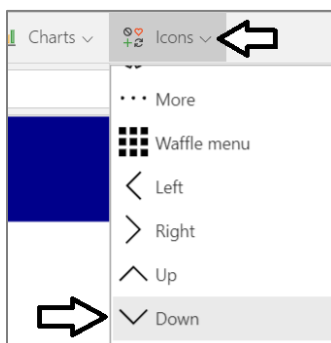 Charts Icons
More
Waffle menu
Left
Right
Up
Down